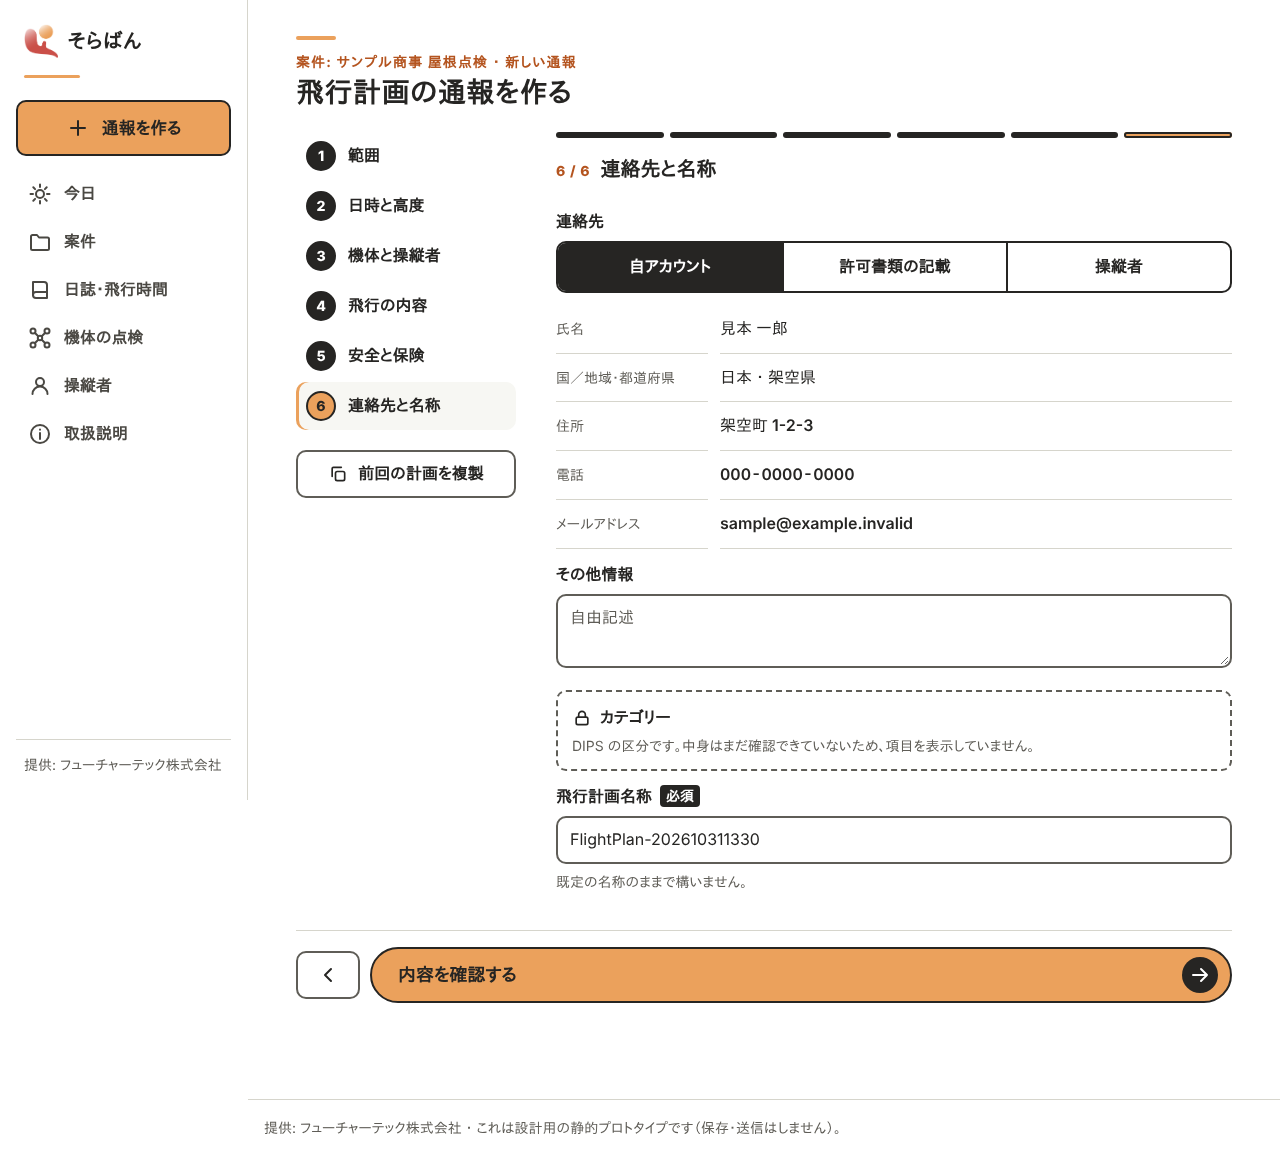 そらばん
通報を作る
今日
案件
日誌・飛行時間
機体の点検
操縦者
取扱説明
提供: フューチャーテック株式会社
案件: サンプル商事 屋根点検 · 新しい通報
飛行計画の通報を作る
1 範囲
2 日時と高度
3 機体と操縦者
4 飛行の内容
5 安全と保険
6 連絡先と名称
前回の計画を複製
6 / 6 連絡先と名称
連絡先
自アカウント 許可書類の記載 操縦者
氏名 見本 一郎
国／地域・都道府県 日本 · 架空県
住所 架空町 1-2-3
電話 000-0000-0000
メールアドレス sample@example.invalid
その他情報
自由記述
カテゴリー
DIPS の区分です。中身はまだ確認できていないため、項目を表示していません。
飛行計画名称 必須
FlightPlan-202610311330
既定の名称のままで構いません。
内容を確認する
提供: フューチャーテック株式会社 · これは設計用の静的プロトタイプです（保存・送信はしません）。